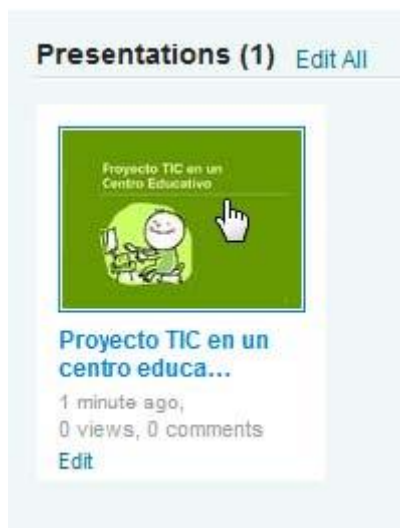 Presentations (1) Edit All
Proyecto TIC en un
Centro Educativo
Proyecto TIC en un
centro educa...
1 minute ago,
0 views, 0 comments
Edit